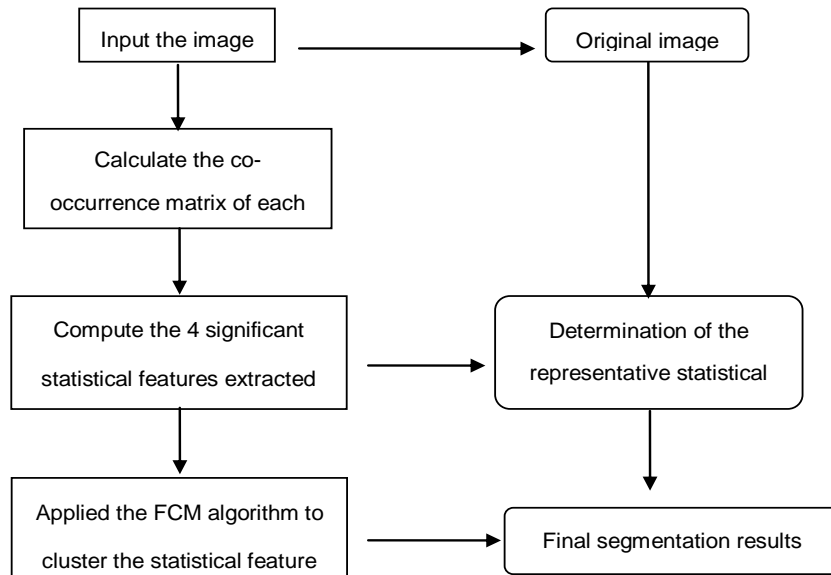 Input the image
Original image
Calculate the co-
occurrence matrix of each
Compute the 4 significant
statistical features extracted
Determination of the
representative statistical
Applied the FCM algorithm to
cluster the statistical feature
Final segmentation results